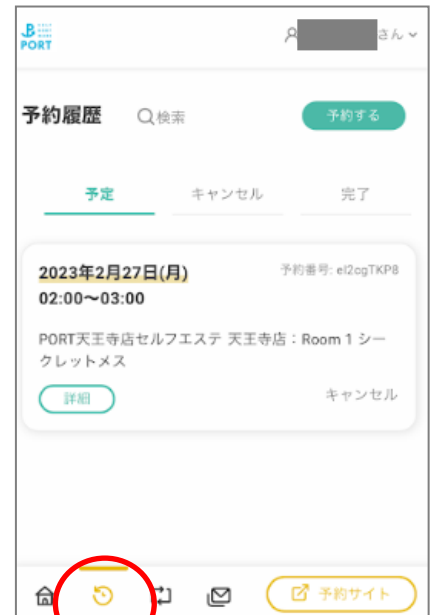 PORT
さん
予約履歴
検索
予約する
予定
キャンセル
完了
2023年2月27日(月)
予約番号: eI2cgTKP8
02:00〜03:00
PORT天王寺店セルフエステ 天王寺店：Room 1 シー
クレットメス
詳細
キャンセル
予約サイト